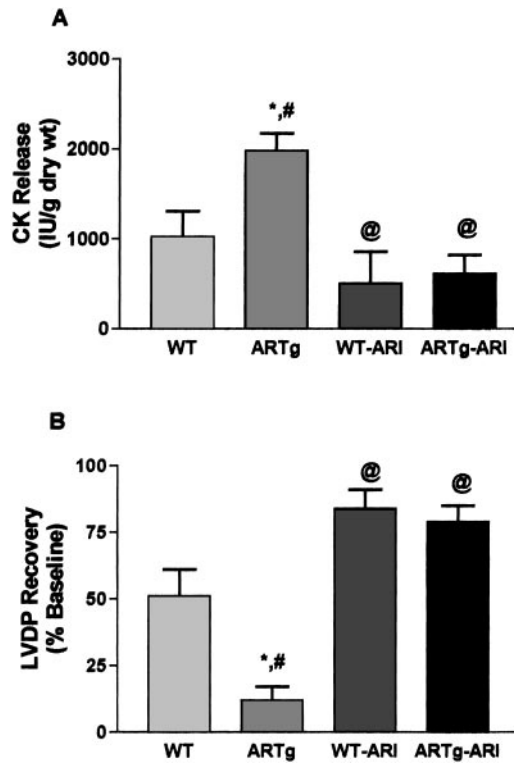 A
CK Release
(IU/g dry wt)
3000
2000
1000
0
*,#
@
@
WT
ARTg
WT-ARI
ARTg-ARI
B
LVDP Recovery
(% Baseline)
100
75
50
25
0
*,#
@
@
WT
ARTg
WT-ARI
ARTg-ARI